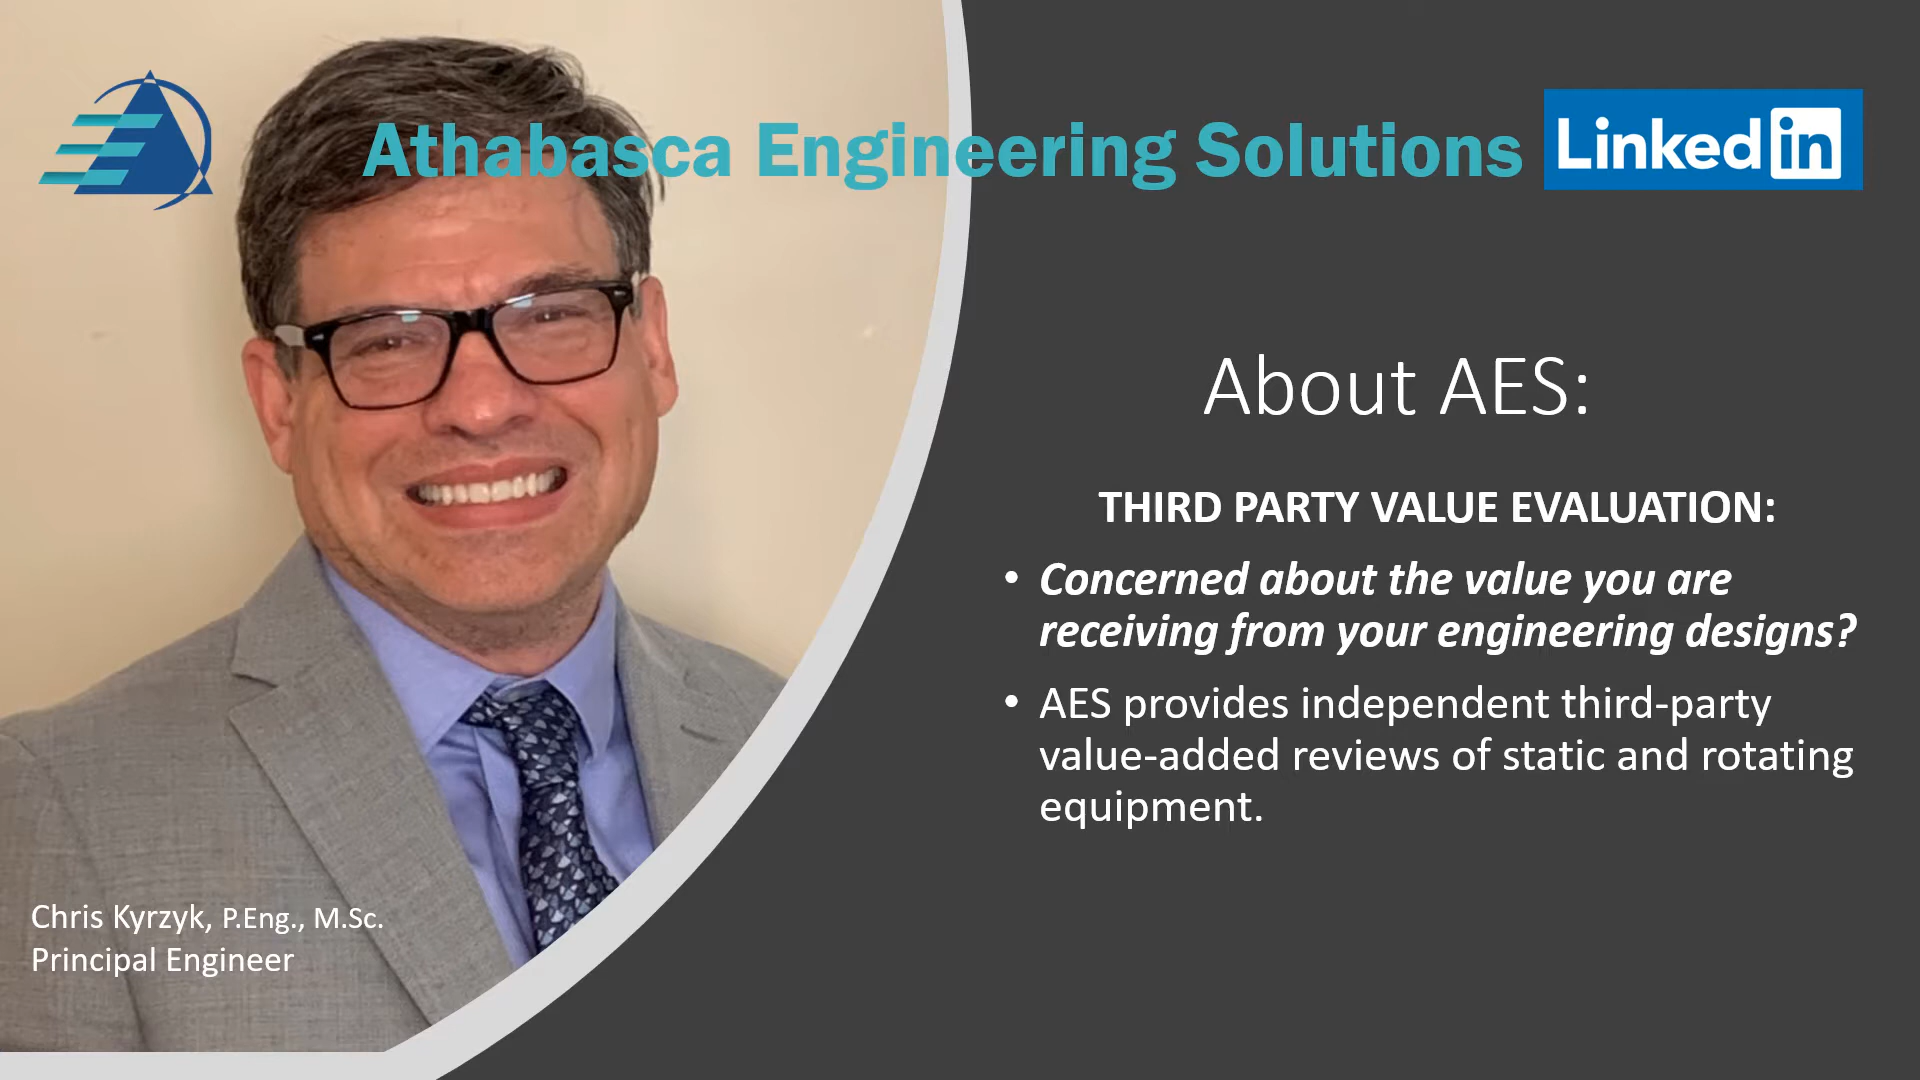 Athabasca Engineering Solutions
Linked in
About AES:
THIRD PARTY VALUE EVALUATION:
• Concerned about the value you are
receiving from your engineering designs?
• AES provides independent third-party
value-added reviews of static and rotating
equipment.
Chris Kyrzyk, P.Eng., M.Sc.
Principal Engineer